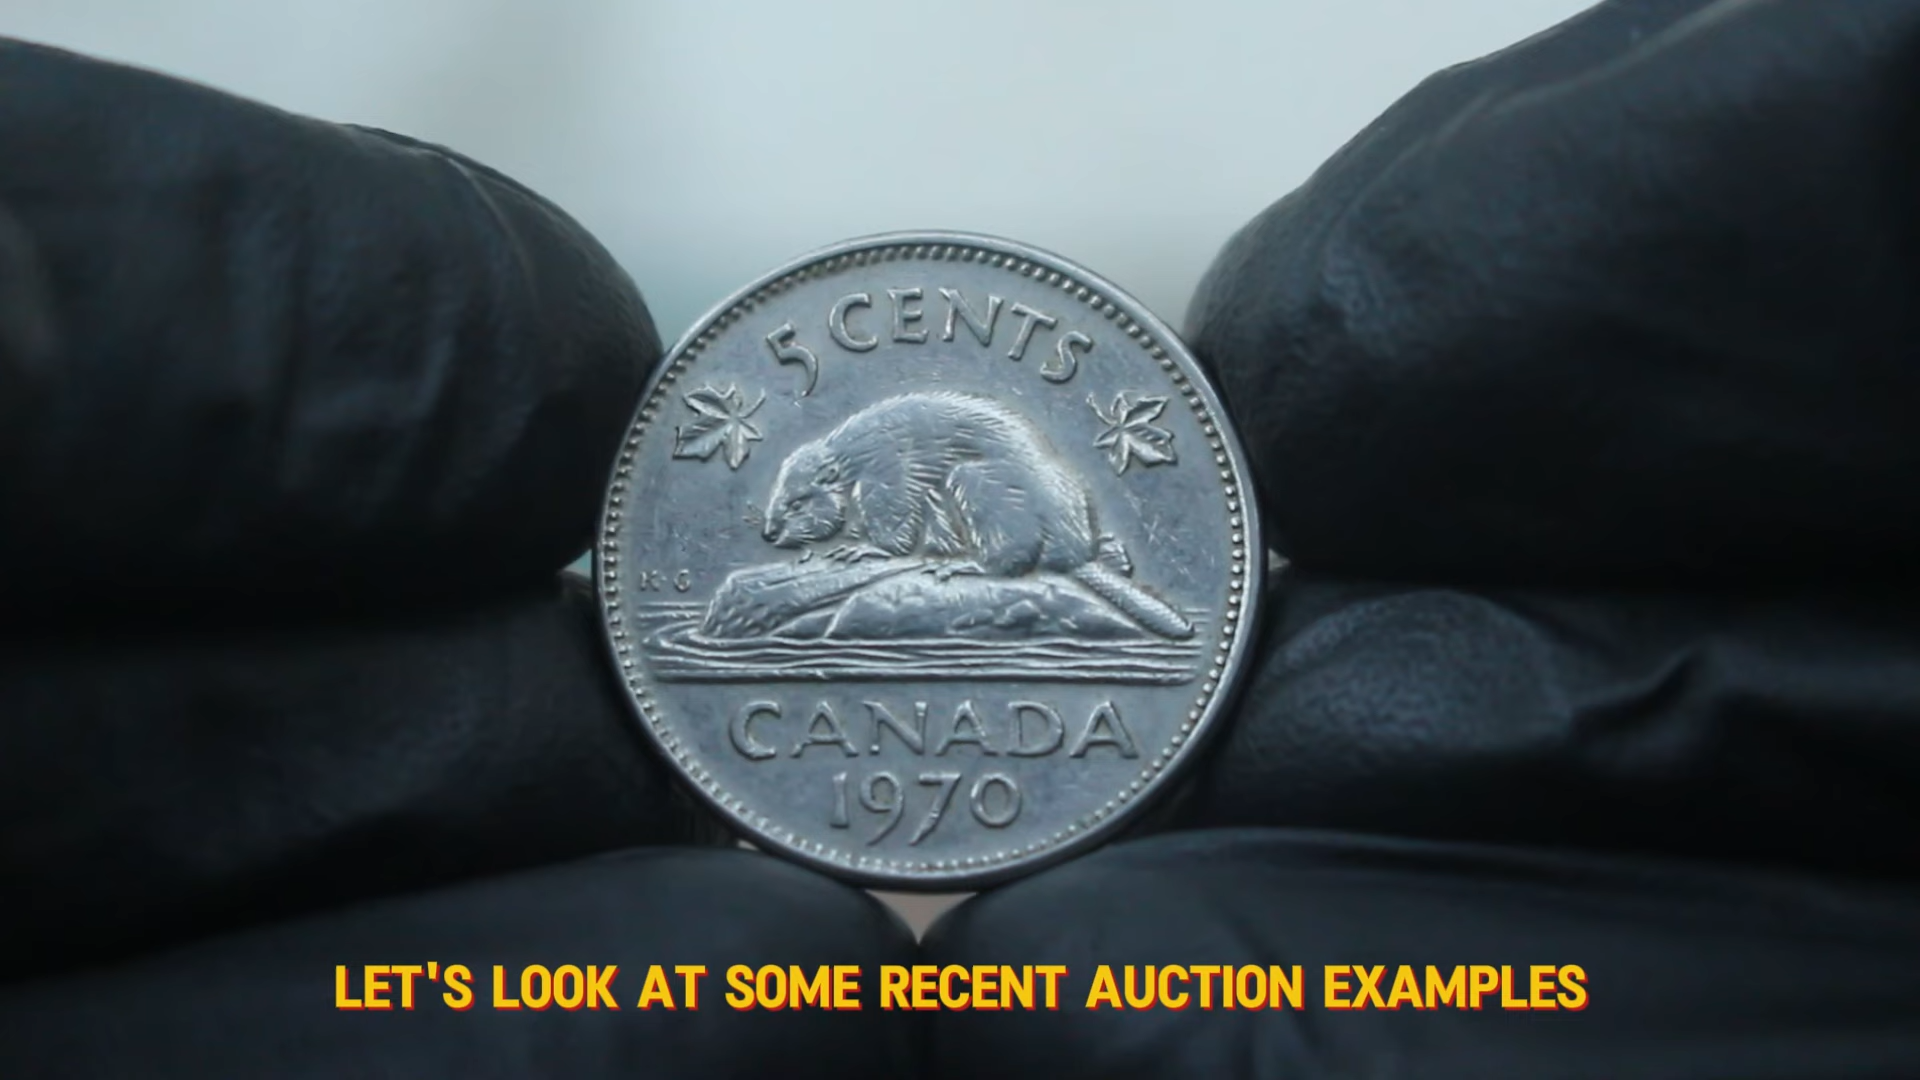 5 CENTS
K G
CANADA
1970
LET'S LOOK AT SOME RECENT AUCTION EXAMPLES